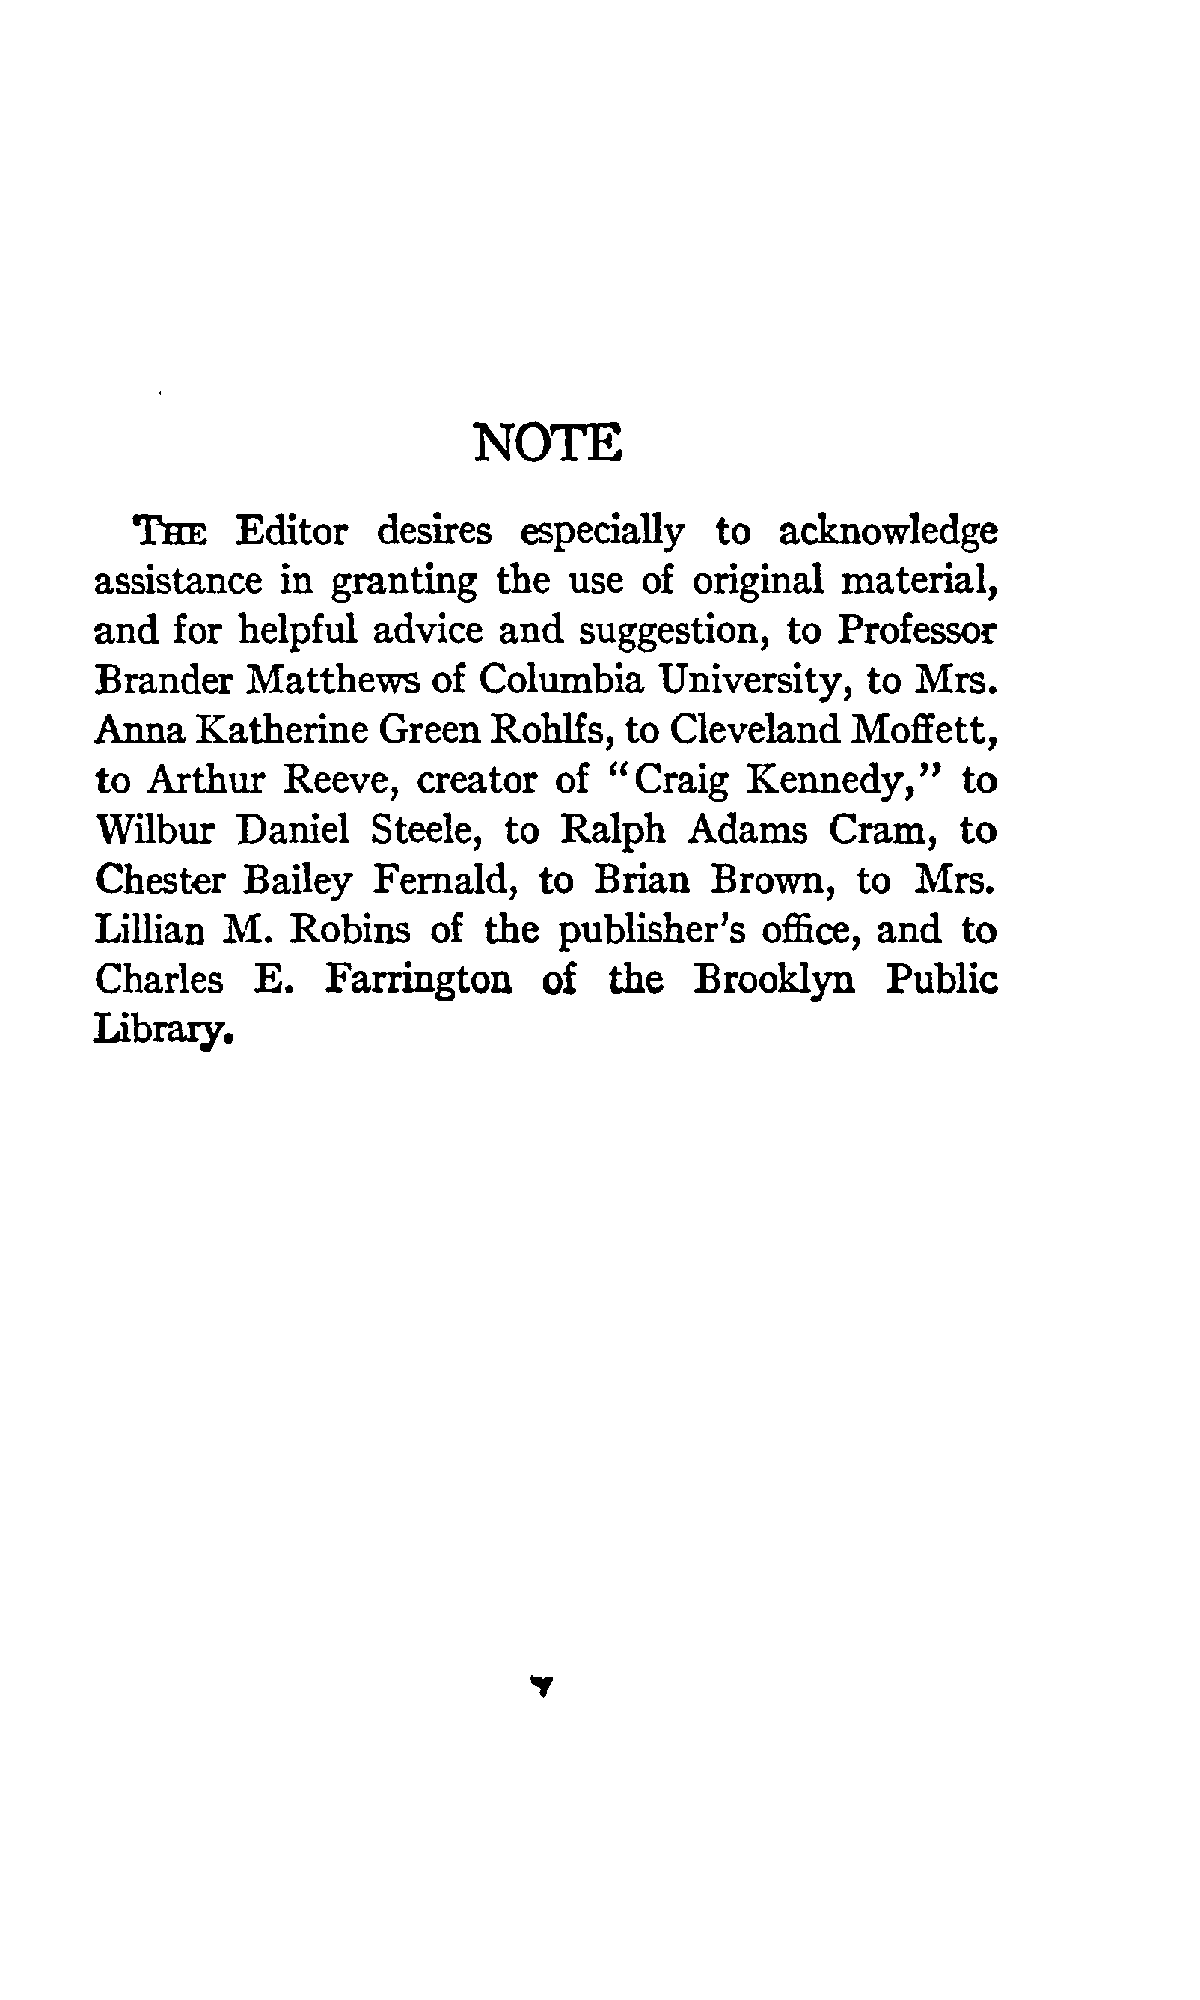 NOTE
THE Editor desires especially to acknowledge
assistance in granting the use of original material,
and for helpful advice and suggestion, to Professor
Brander Matthews of Columbia University, to Mrs.
Anna Katherine Green Rohlfs, to Cleveland Moffett,
to Arthur Reeve, creator of "Craig Kennedy," to
Wilbur Daniel Steele, to Ralph Adams Cram, to
Chester Bailey Fernald, to Brian Brown, to Mrs.
Lillian M. Robins of the publisher's office, and to
Charles E. Farrington of the Brooklyn Public
Library.
v